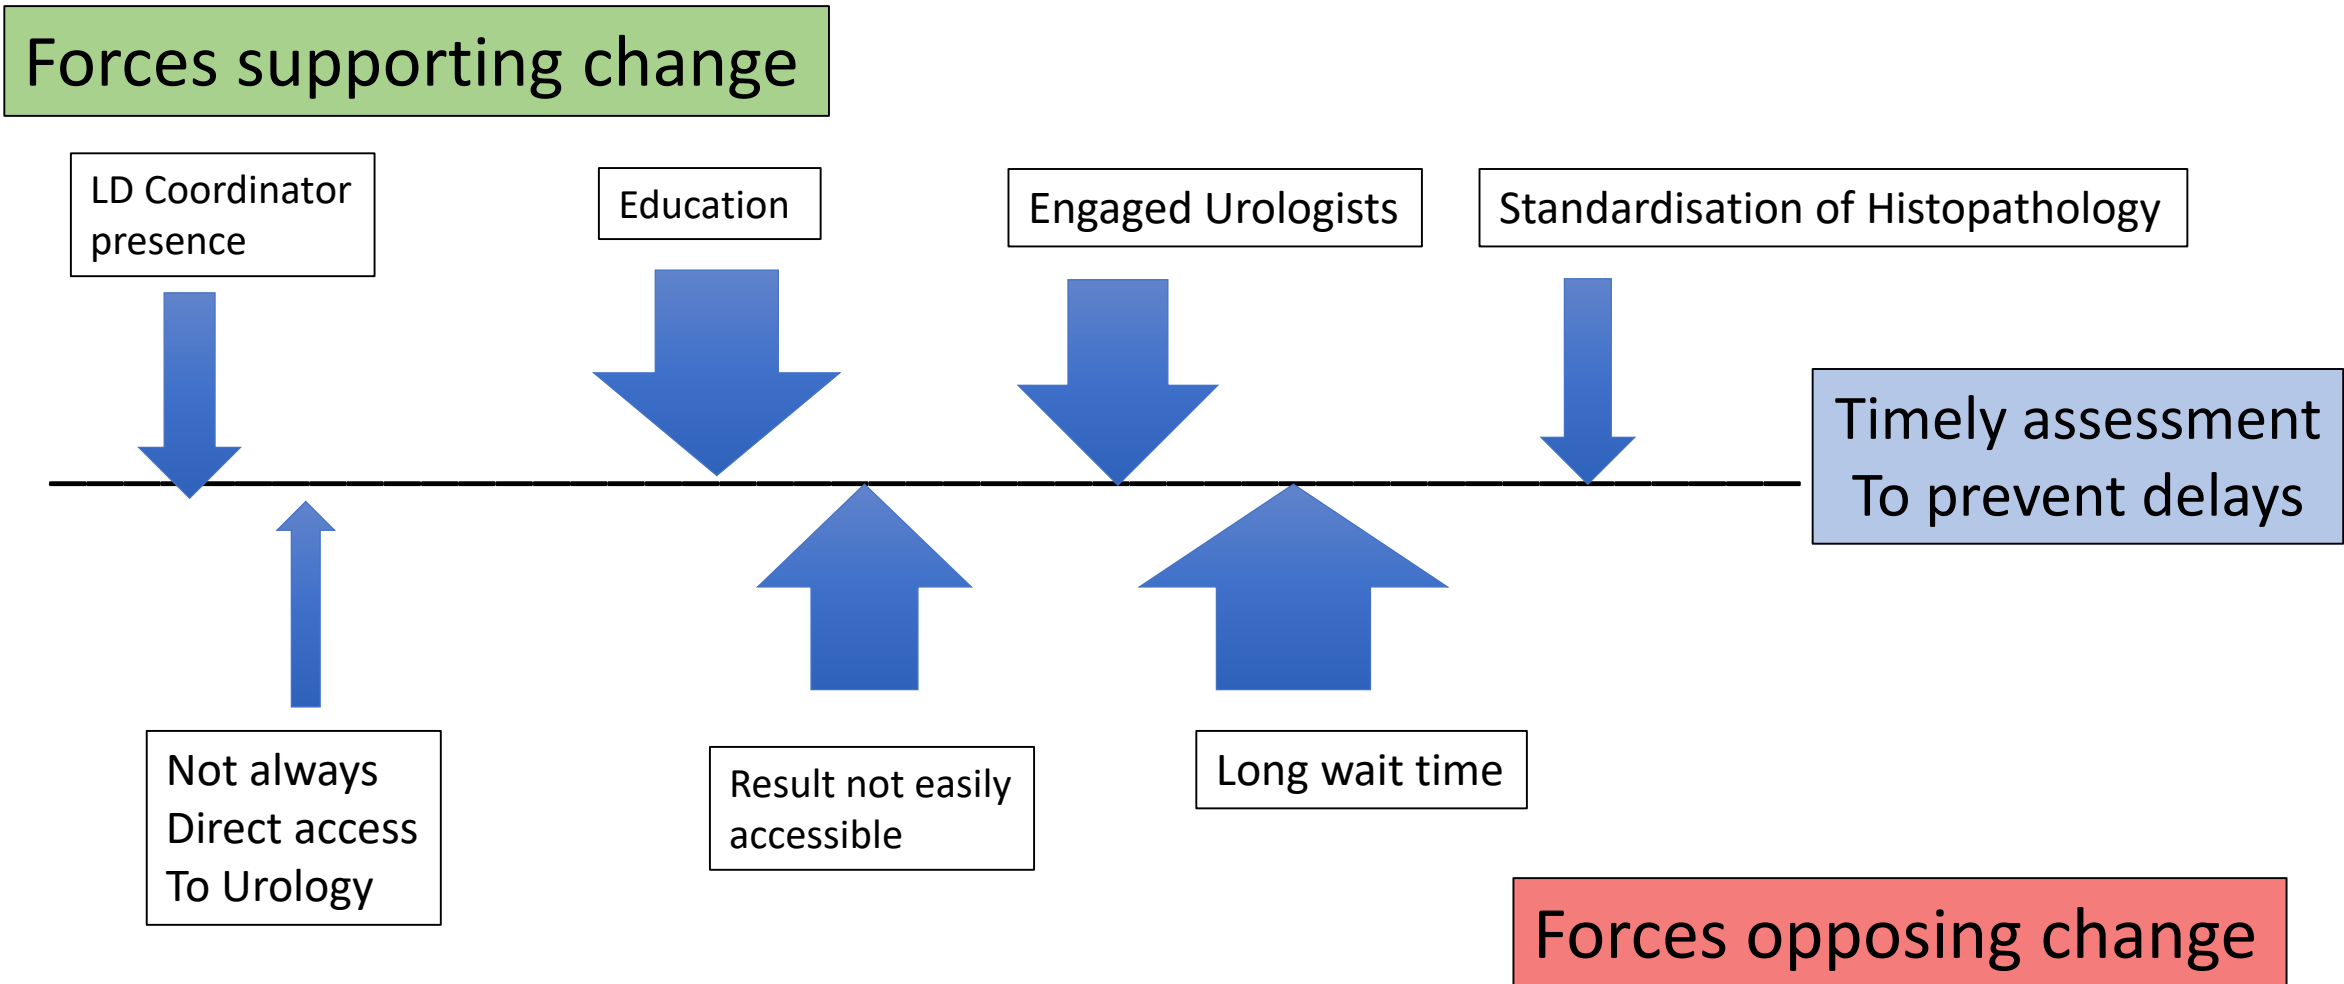 Forces supporting change
LD Coordinator
presence
Education
Engaged Urologists
Standardisation of Histopathology
Timely assessment
To prevent delays
Not always
Direct access
To Urology
Result not easily
accessible
Long wait time
Forces opposing change